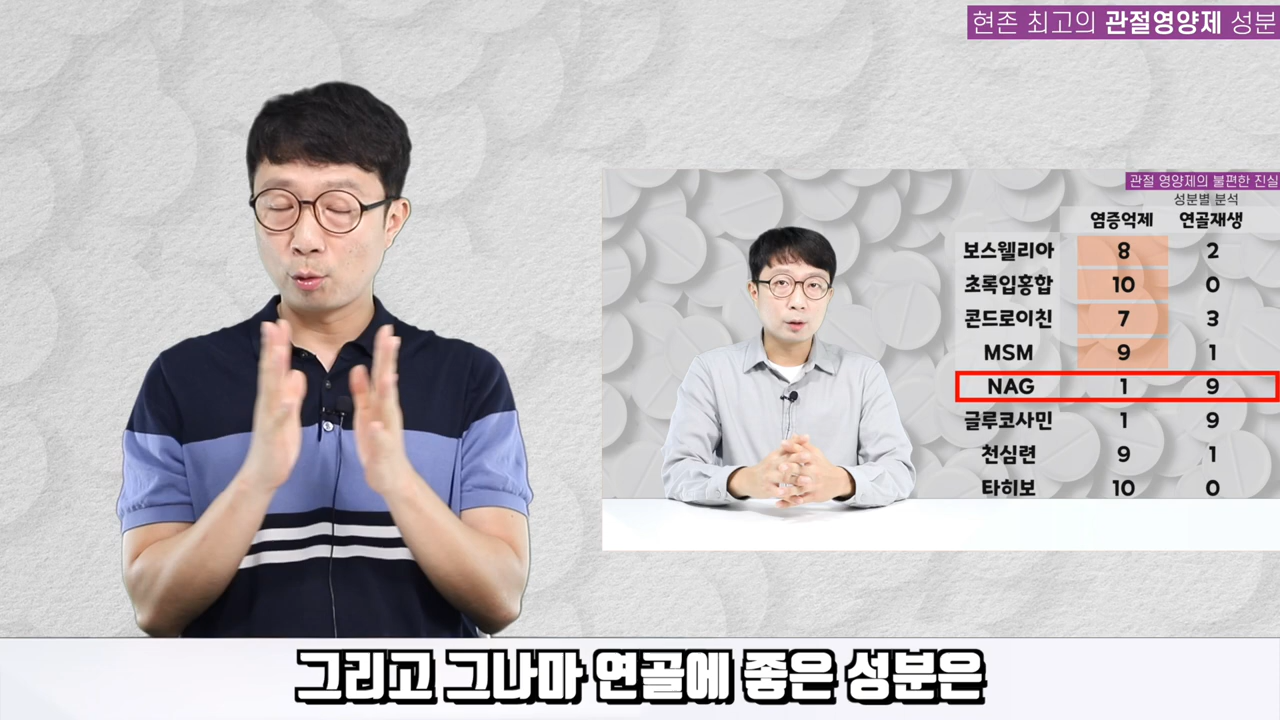 현존 최고의 관절영양제 성분
관절 영양제의 불편한 진실
성분별 분석
염증억제 연골재생
보스웰리아 8 2
초록입홍합 10 0
콘드로이친 7 3
MSM 9 1
NAG 1 9
글루코사민 1 9
천심련 9 1
타히보 10 0
그리고 그나마 연골에 좋은 성분은